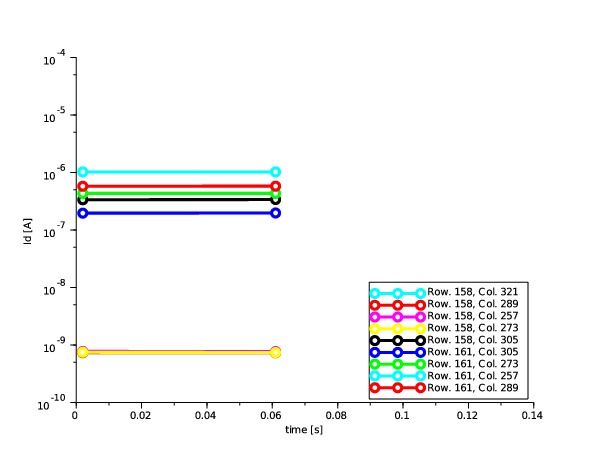 10^-4
10^-5
10^-6
10^-7
10^-8
10^-9
10^-10
Id [A]
0 0.02 0.04 0.06 0.08 0.1 0.12 0.14
time [s]
Row. 158, Col. 321
Row. 158, Col. 289
Row. 158, Col. 257
Row. 158, Col. 273
Row. 158, Col. 305
Row. 161, Col. 305
Row. 161, Col. 273
Row. 161, Col. 257
Row. 161, Col. 289